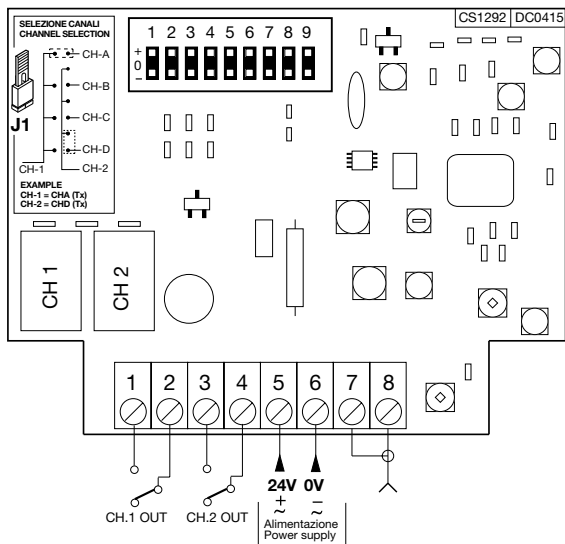 CS1292 DC0415
SELEZIONE CANALI
CHANNEL SELECTION
CH-A
CH-B
CH-C
CH-D
J1
CH-1
CH-2
EXAMPLE
CH-1 = CHA (Tx)
CH-2 = CHD (Tx)
1 2 3 4 5 6 7 8 9
+
0
–
CH 1
CH 2
1 2 3 4 5 6 7 8
CH.1 OUT
CH.2 OUT
24V 0V
+ –
~ ~
Alimentazione
Power supply